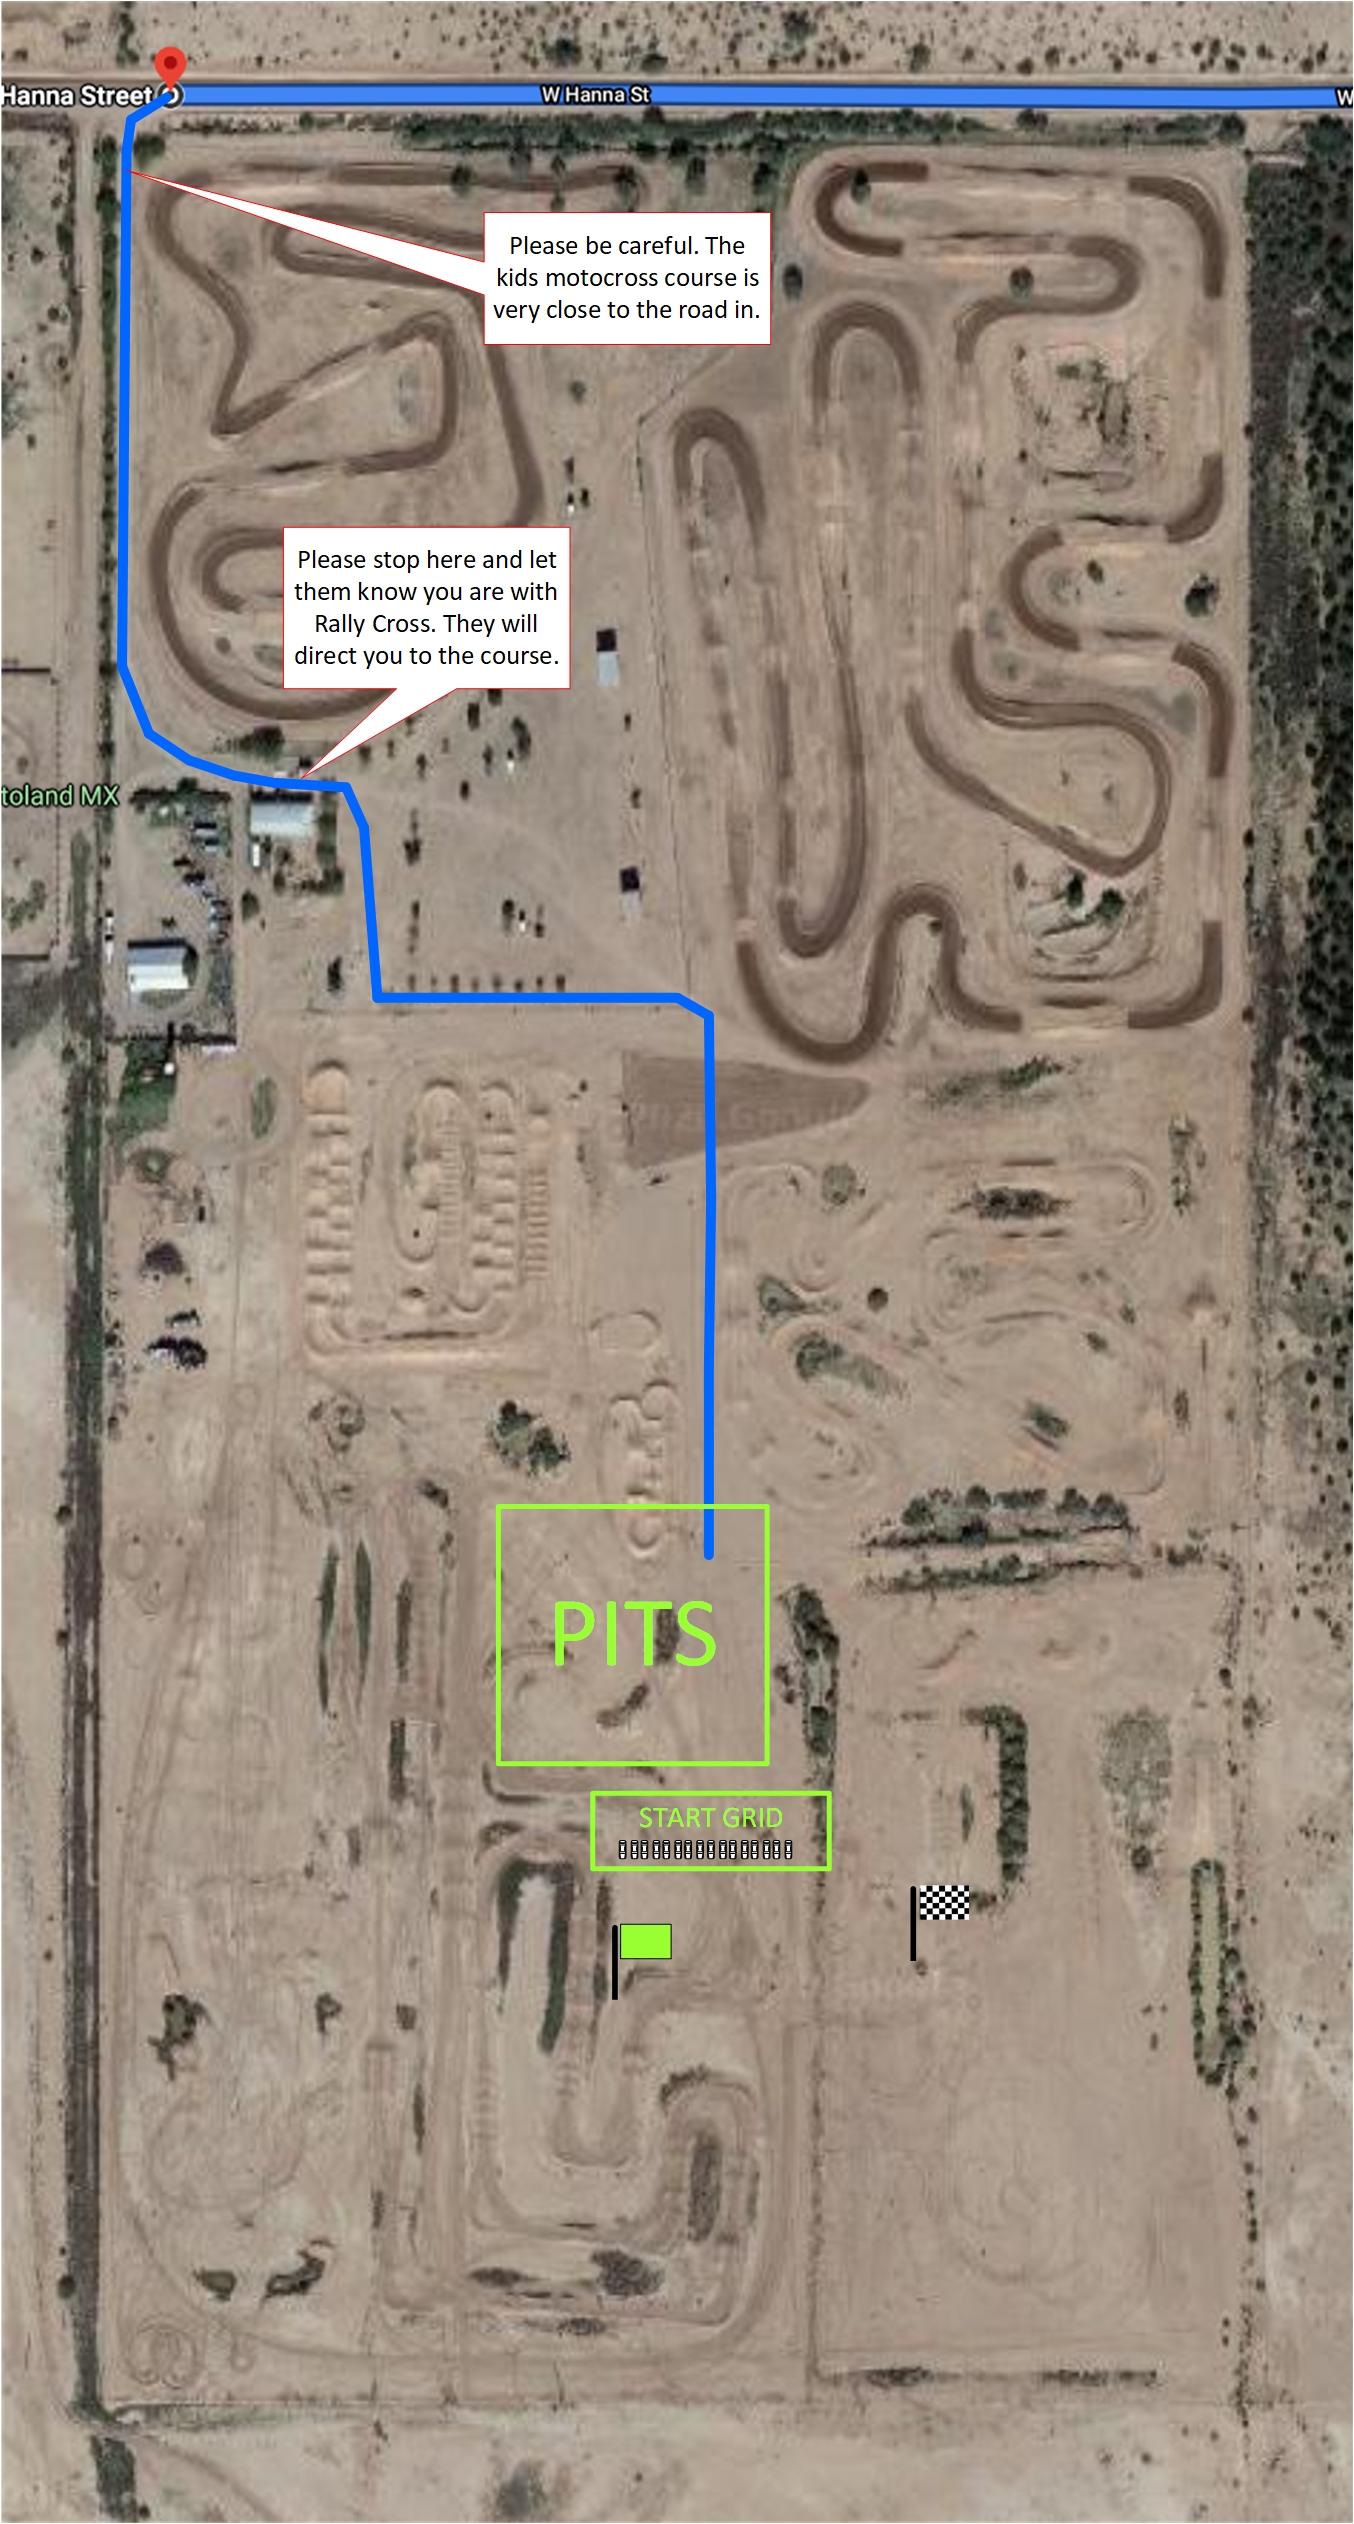 Hanna Street
W Hanna St
W
Please be careful. The
kids motocross course is
very close to the road in.
Please stop here and let
them know you are with
Rally Cross. They will
direct you to the course.
toland MX
PITS
START GRID